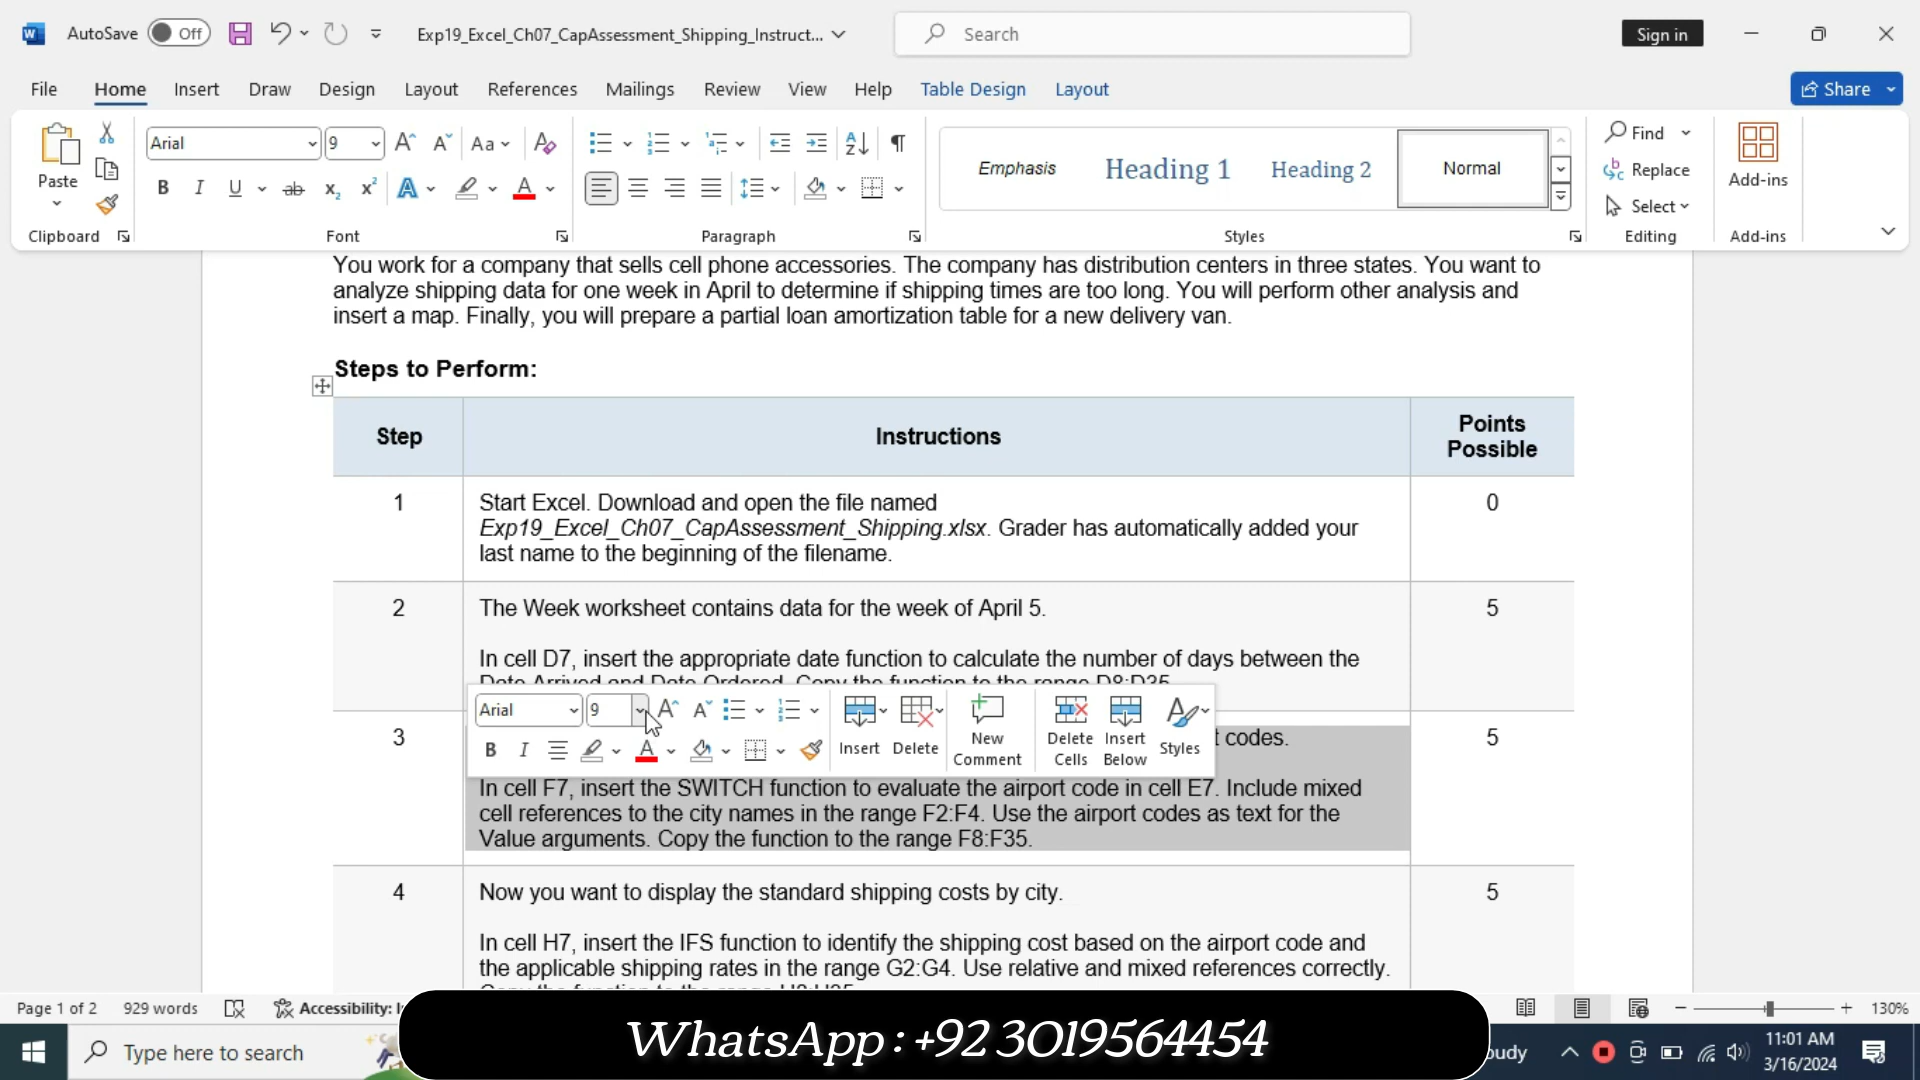 AutoSave Off Exp19_Excel_Ch07_CapAssessment_Shipping_Instruct... Search Sign in
File Home Insert Draw Design Layout References Mailings Review View Help Table Design Layout Share
Paste Arial 9 Aa Emphasis Heading 1 Heading 2 Normal Find Replace Select Add-ins
Clipboard Font Paragraph Styles Editing Add-ins
You work for a company that sells cell phone accessories. The company has distribution centers in three states. You want to
analyze shipping data for one week in April to determine if shipping times are too long. You will perform other analysis and
insert a map. Finally, you will prepare a partial loan amortization table for a new delivery van.
Steps to Perform:
Step Instructions Points Possible
1 Start Excel. Download and open the file named 0
Exp19_Excel_Ch07_CapAssessment_Shipping.xlsx. Grader has automatically added your
last name to the beginning of the filename.
2 The Week worksheet contains data for the week of April 5. 5
In cell D7, insert the appropriate date function to calculate the number of days between the
Date Arrived and Date Ordered. Copy the function to the range D8:D35.
Arial 9 Insert Delete New Comment Delete Cells Insert Below Styles
3 t codes. 5
In cell F7, insert the SWITCH function to evaluate the airport code in cell E7. Include mixed
cell references to the city names in the range F2:F4. Use the airport codes as text for the
Value arguments. Copy the function to the range F8:F35.
4 Now you want to display the standard shipping costs by city. 5
In cell H7, insert the IFS function to identify the shipping cost based on the airport code and
the applicable shipping rates in the range G2:G4. Use relative and mixed references correctly.
Page 1 of 2 929 words Accessibility: 130%
WhatsApp : +92 3019564454
Type here to search oudy 11:01 AM
3/16/2024